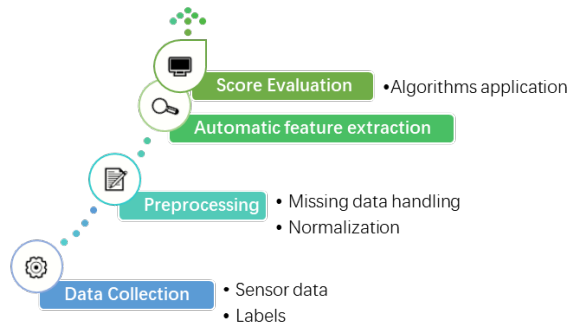 Score Evaluation
•Algorithms application
Automatic feature extraction
Preprocessing
• Missing data handling
• Normalization
Data Collection
• Sensor data
• Labels